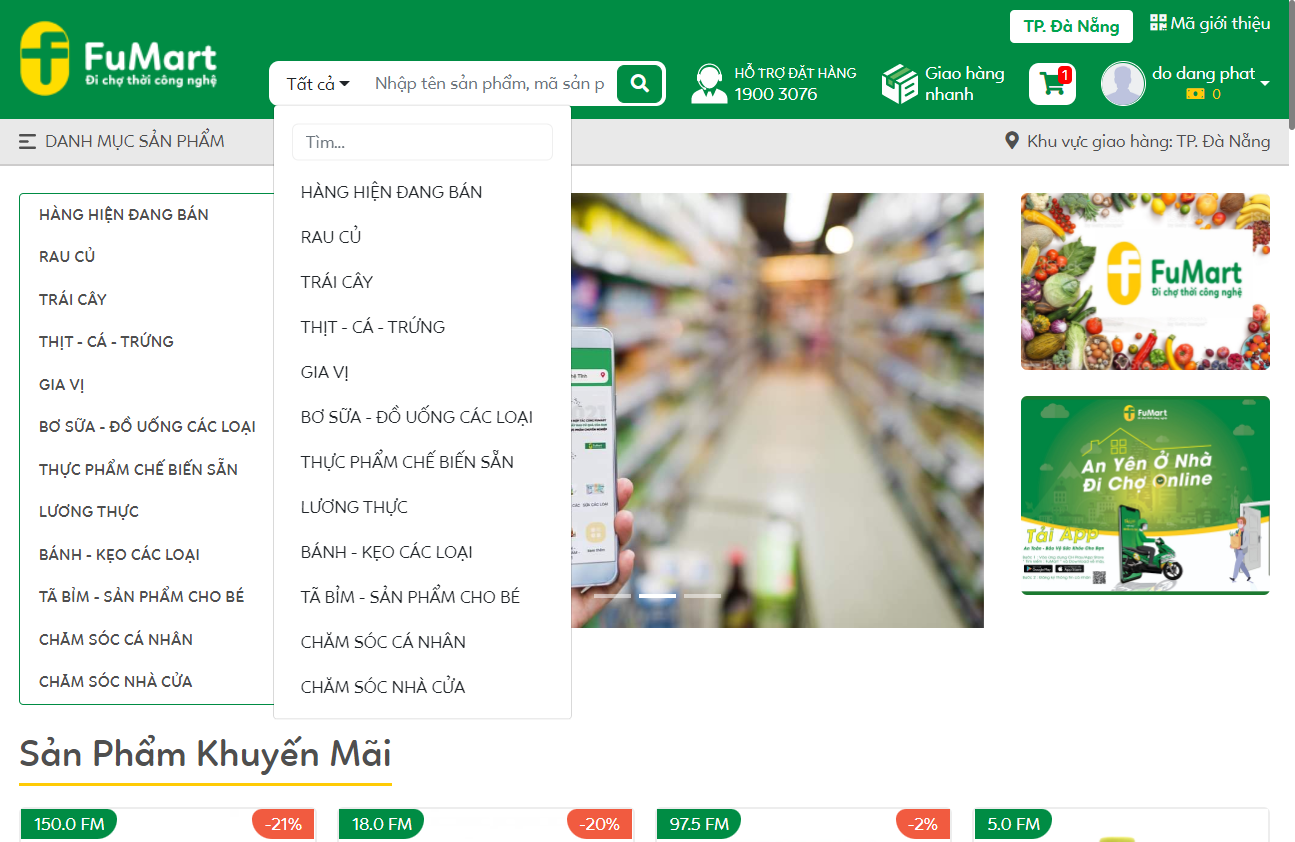 TP. Đà Nẵng
Mã giới thiệu
FuMart
Đi chợ thời công nghệ
Tất cả
Nhập tên sản phẩm, mã sản p
HỖ TRỢ ĐẶT HÀNG
1900 3076
Giao hàng
nhanh
1
do dang phat
0
DANH MỤC SẢN PHẨM
Khu vực giao hàng: TP. Đà Nẵng
HÀNG HIỆN ĐANG BÁN
RAU CỦ
TRÁI CÂY
THỊT - CÁ - TRỨNG
GIA VỊ
BƠ SỮA - ĐỒ UỐNG CÁC LOẠI
THỰC PHẨM CHẾ BIẾN SẴN
LƯƠNG THỰC
BÁNH - KẸO CÁC LOẠI
TÃ BỈM - SẢN PHẨM CHO BÉ
CHĂM SÓC CÁ NHÂN
CHĂM SÓC NHÀ CỬA
Tìm...
HÀNG HIỆN ĐANG BÁN
RAU CỦ
TRÁI CÂY
THỊT - CÁ - TRỨNG
GIA VỊ
BƠ SỮA - ĐỒ UỐNG CÁC LOẠI
THỰC PHẨM CHẾ BIẾN SẴN
LƯƠNG THỰC
BÁNH - KẸO CÁC LOẠI
TÃ BỈM - SẢN PHẨM CHO BÉ
CHĂM SÓC CÁ NHÂN
CHĂM SÓC NHÀ CỬA
FuMart
Đi chợ thời công nghệ
FuMart
An Yên Ở Nhà
Đi Chợ Online
Tải App
Sản Phẩm Khuyến Mãi
150.0 FM
-21%
18.0 FM
-20%
97.5 FM
-2%
5.0 FM